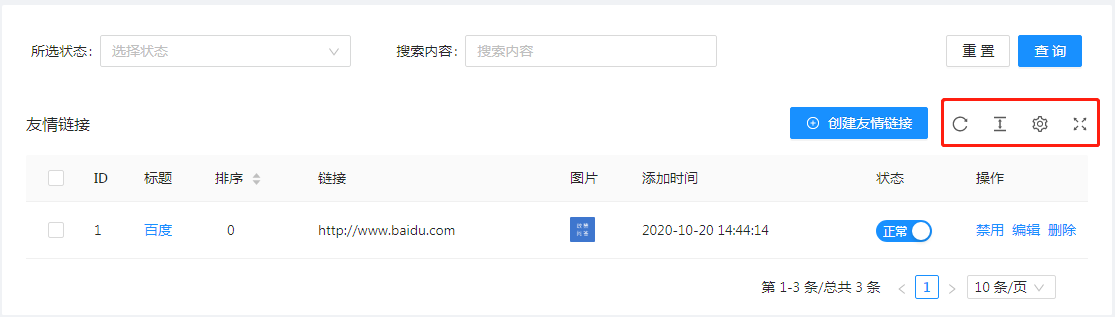 所选状态: 选择状态 搜索内容: 搜索内容 重置 查询
友情链接 创建友情链接
ID 标题 排序 链接 图片 添加时间 状态 操作
1 百度 0 http://www.baidu.com 2020-10-20 14:44:14 正常 禁用 编辑 删除
第 1-3 条/总共 3 条 1 10 条/页